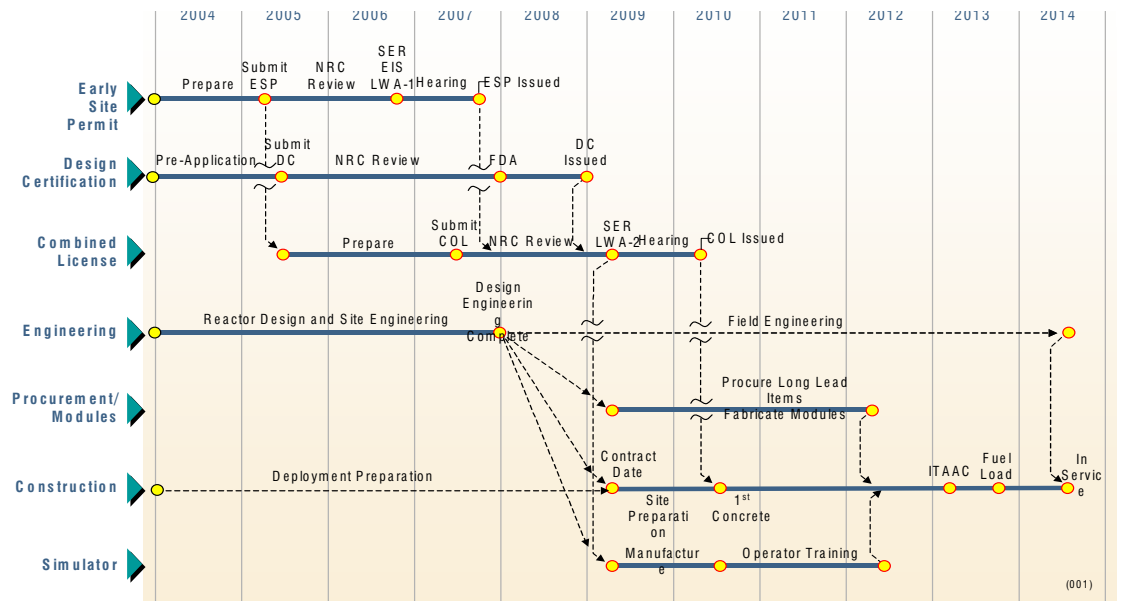 2004 2005 2006 2007 2008 2009 2010 2011 2012 2013 2014
Early
Site
Permit
Prepare
Submit
ESP
NRC
Review
SER
EIS
LWA-1
Hearing
ESP Issued
Design
Certification
Pre-Application
Submit
DC
NRC Review
FDA
DC
Issued
Combined
License
Prepare
Submit
COL
NRC Review
SER
LWA-2
Hearing
COL Issued
Engineering
Reactor Design and Site Engineering
Design
Engineerin
g
Complete
Field Engineering
Procurement/
Modules
Procure Long Lead
Items
Fabricate Modules
Construction
Deployment Preparation
Contract
Date
Site
Preparati
on
1st
Concrete
ITAAC
Fuel
Load
In
Servic
e
Simulator
Manufactur
e
Operator Training
(001)